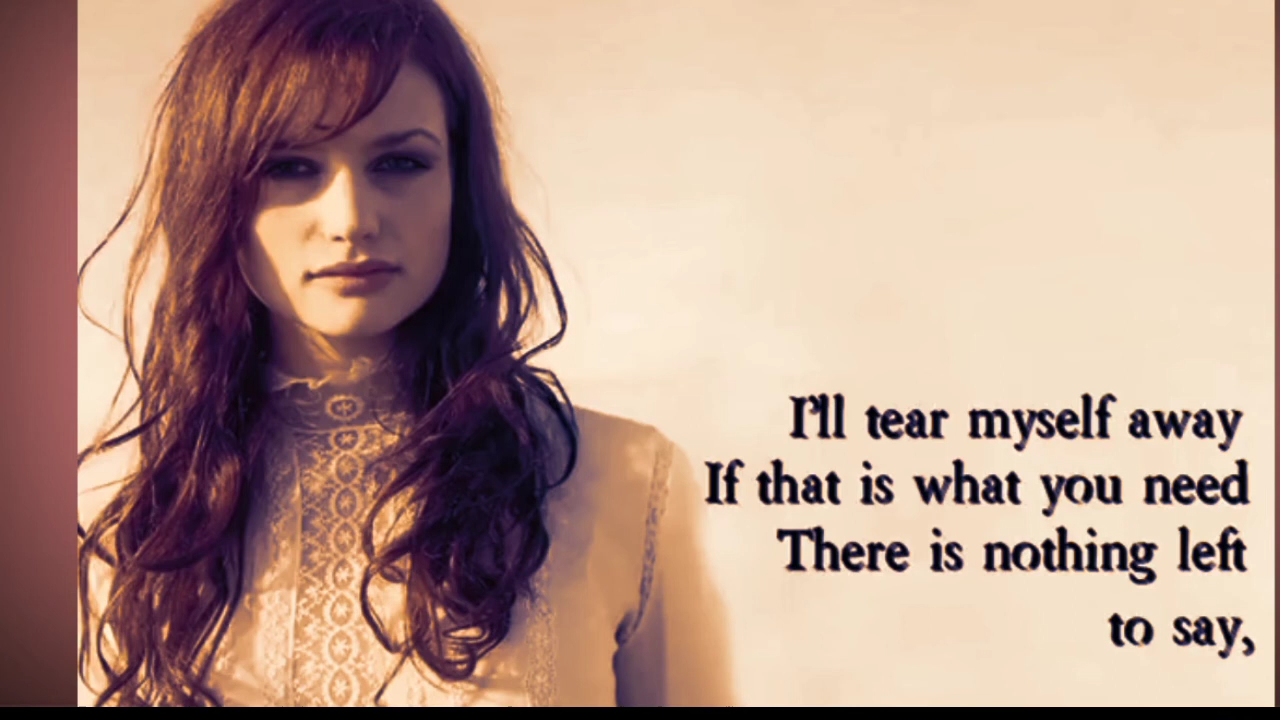 I'll tear myself away
If that is what you need
There is nothing left
to say,